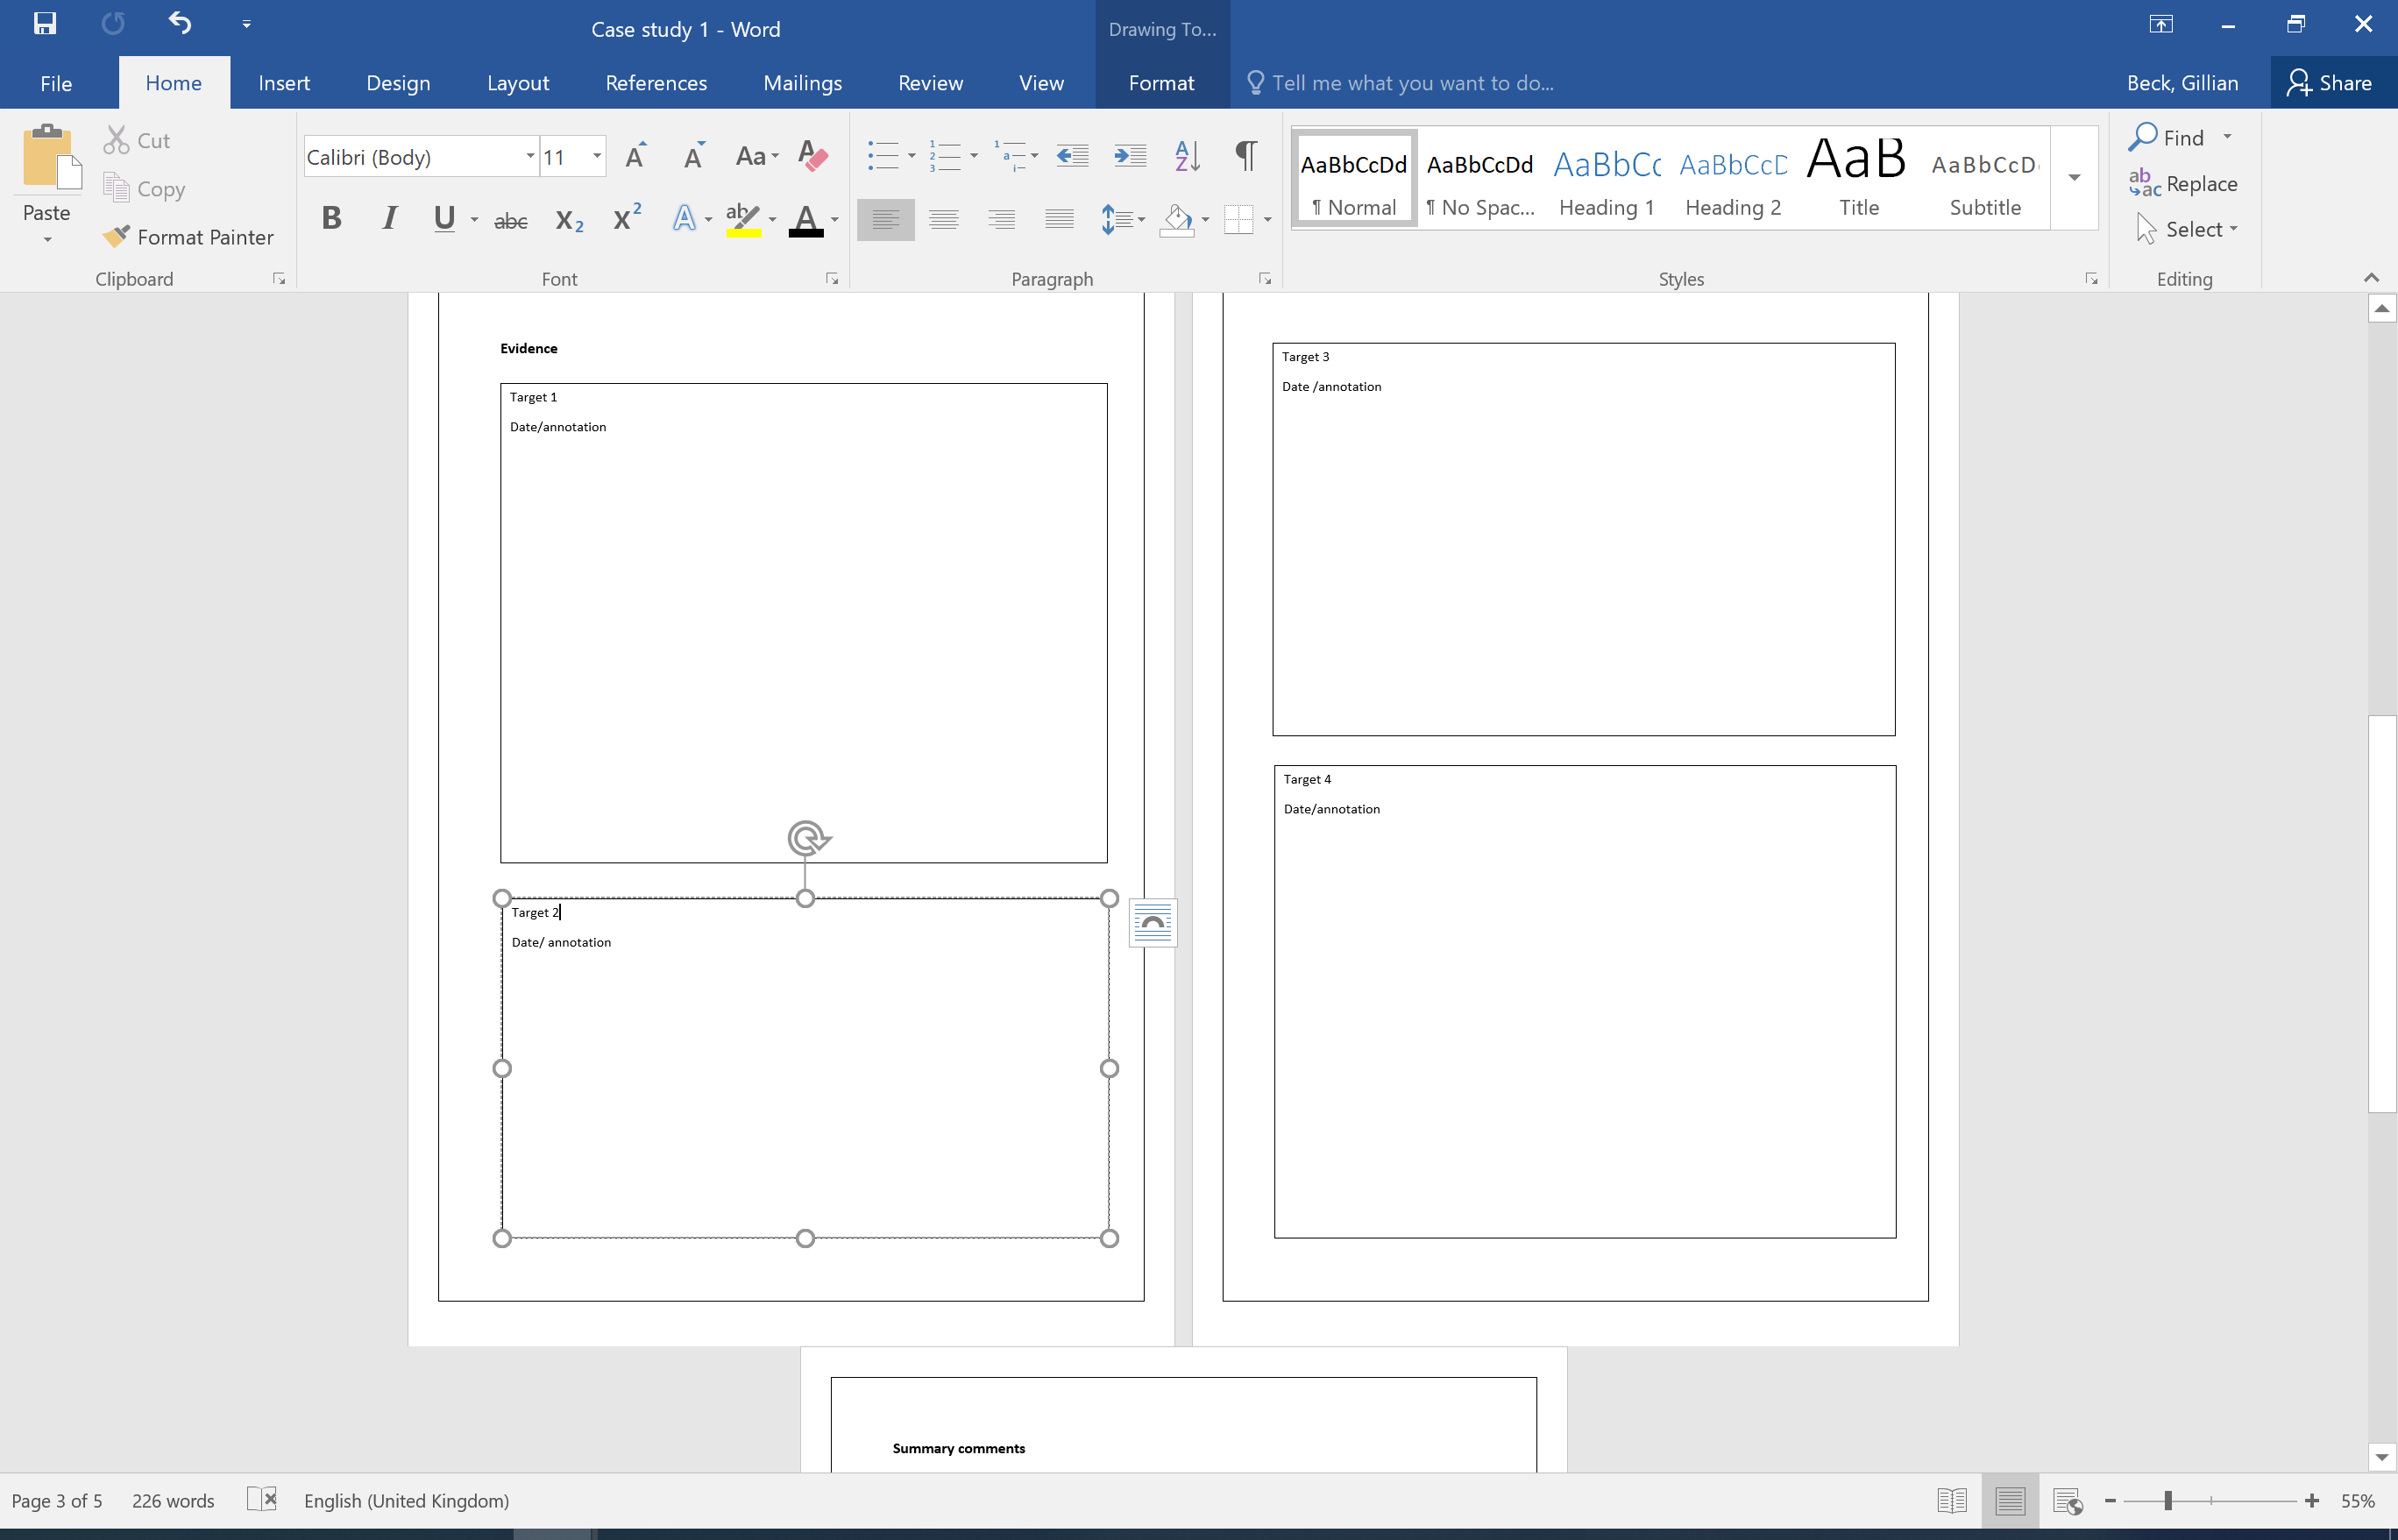 Case study 1 - Word
Drawing To...
File
Home
Insert
Design
Layout
References
Mailings
Review
View
Format
Tell me what you want to do...
Beck, Gillian
Share
Paste
Cut
Copy
Format Painter
Clipboard
Calibri (Body)
11
Font
Paragraph
AaBbCcDd
¶ Normal
AaBbCcDd
¶ No Spac...
AaBbCc
Heading 1
AaBbCcD
Heading 2
AaB
Title
AaBbCcD
Subtitle
Styles
Find
Replace
Select
Editing
Evidence
Target 1
Date/annotation
Target 2
Date/ annotation
Target 3
Date /annotation
Target 4
Date/annotation
Summary comments
Page 3 of 5
226 words
English (United Kingdom)
55%